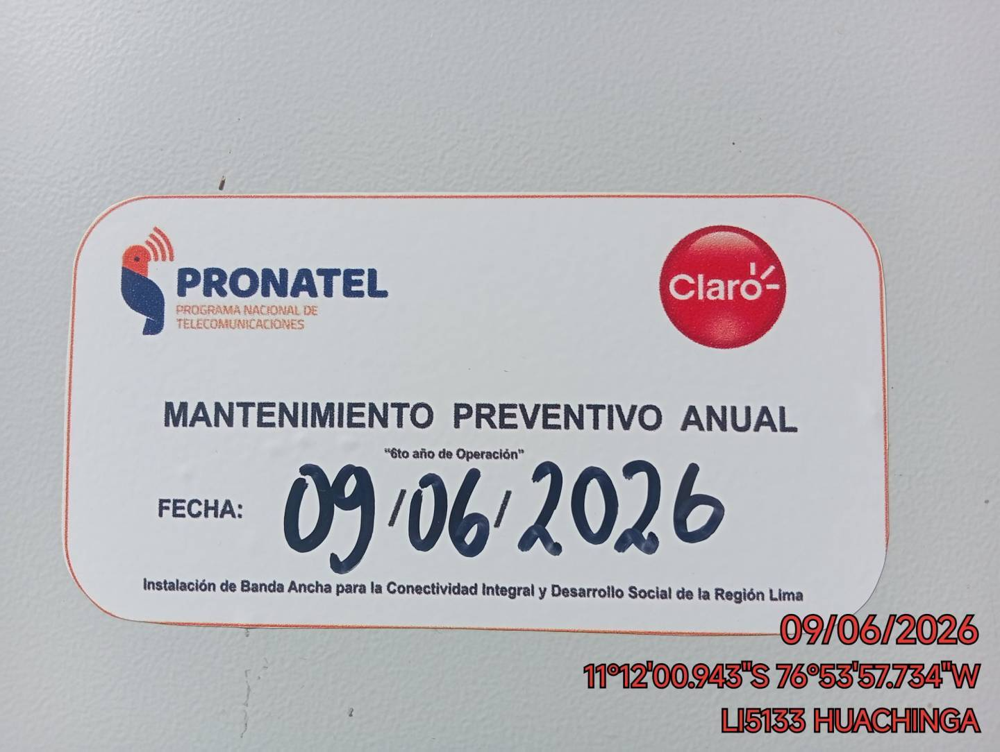 PRONATEL
PROGRAMA NACIONAL DE
TELECOMUNICACIONES
Claro
MANTENIMIENTO PREVENTIVO ANUAL
"6to año de Operación"
FECHA: 09/06/2026
Instalación de Banda Ancha para la Conectividad Integral y Desarrollo Social de la Región Lima
09/06/2026
11°12'00.943"S 76°53'57.734"W
LI5133 HUACHINGA